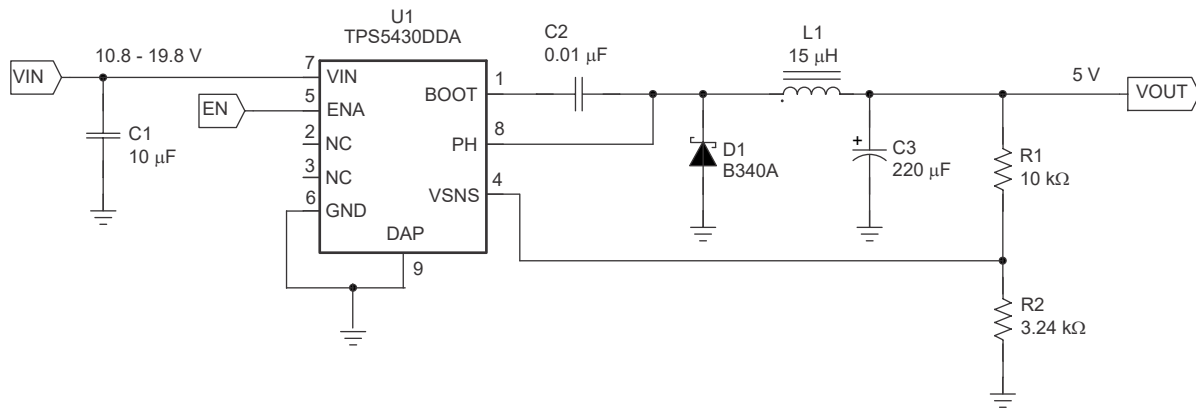 U1
TPS5430DDA
VIN
10.8 - 19.8 V
C1
10 μF
EN
7
5
2
3
6
VIN
ENA
NC
NC
GND
DAP
9
BOOT
PH
VSNS
1
8
4
C2
0.01 μF
D1
B340A
L1
15 μH
+
C3
220 μF
5 V
VOUT
R1
10 kΩ
R2
3.24 kΩ